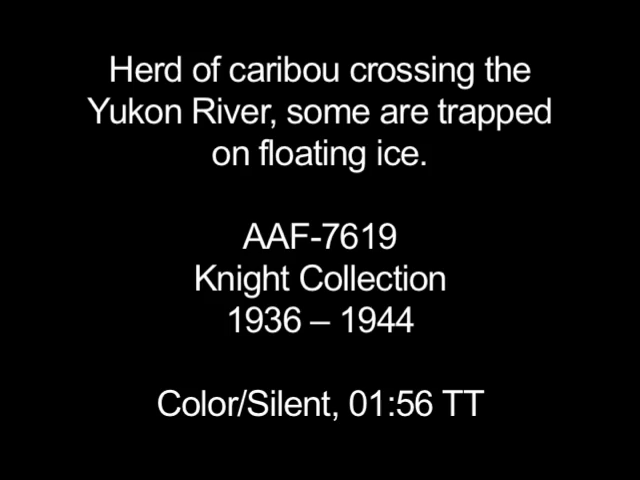 Herd of caribou crossing the
Yukon River, some are trapped
on floating ice.
AAF-7619
Knight Collection
1936 – 1944
Color/Silent, 01:56 TT